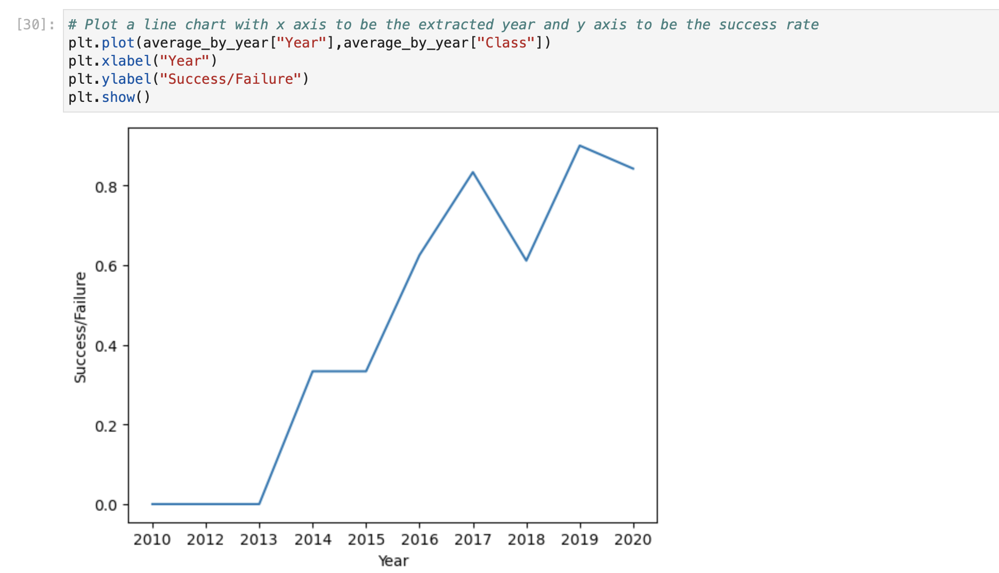 [30]: # Plot a line chart with x axis to be the extracted year and y axis to be the success rate
plt.plot(average_by_year["Year"],average_by_year["Class"])
plt.xlabel("Year")
plt.ylabel("Success/Failure")
plt.show()
Success/Failure
0.8
0.6
0.4
0.2
0.0
2010 2012 2013 2014 2015 2016 2017 2018 2019 2020
Year